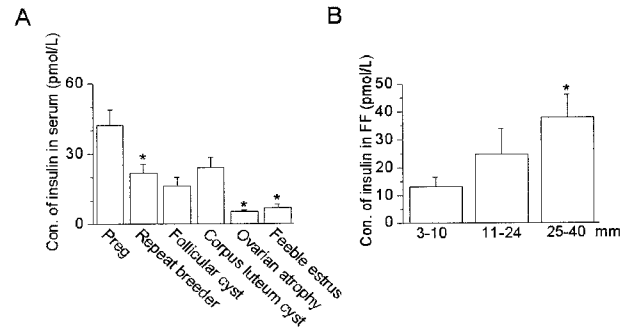 A
Con. of insulin in serum (pmol/L)
60
30
0
*
*
*
Preg
Repeat breeder
Follicular cyst
Corpus luteum cyst
Ovarian atrophy
Feeble estrus
B
Con. of insulin in FF (pmol/L)
50
40
30
20
10
0
*
3-10
11-24
25-40
mm